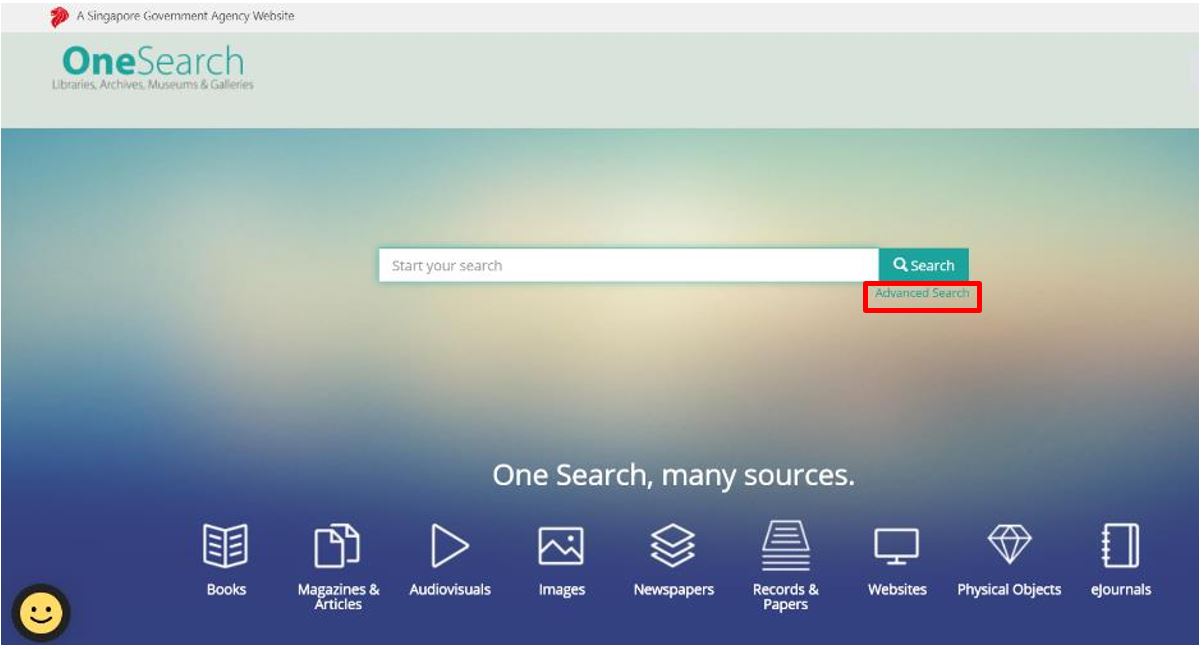 A Singapore Government Agency Website
OneSearch
Libraries, Archives, Museums & Galleries
Start your search
Search
Advanced Search
One Search, many sources.
Books
Magazines &
Articles
Audiovisuals
Images
Newspapers
Records &
Papers
Websites
Physical Objects
eJournals